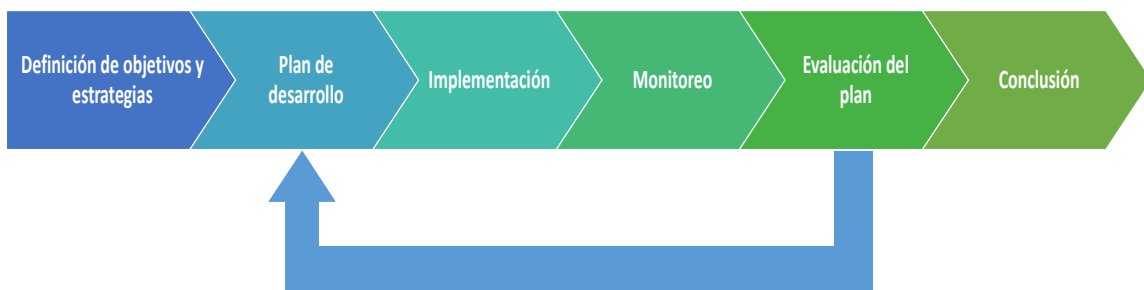 Definición de objetivos y
estrategias
Plan de
desarrollo
Implementación
Monitoreo
Evaluación del
plan
Conclusión